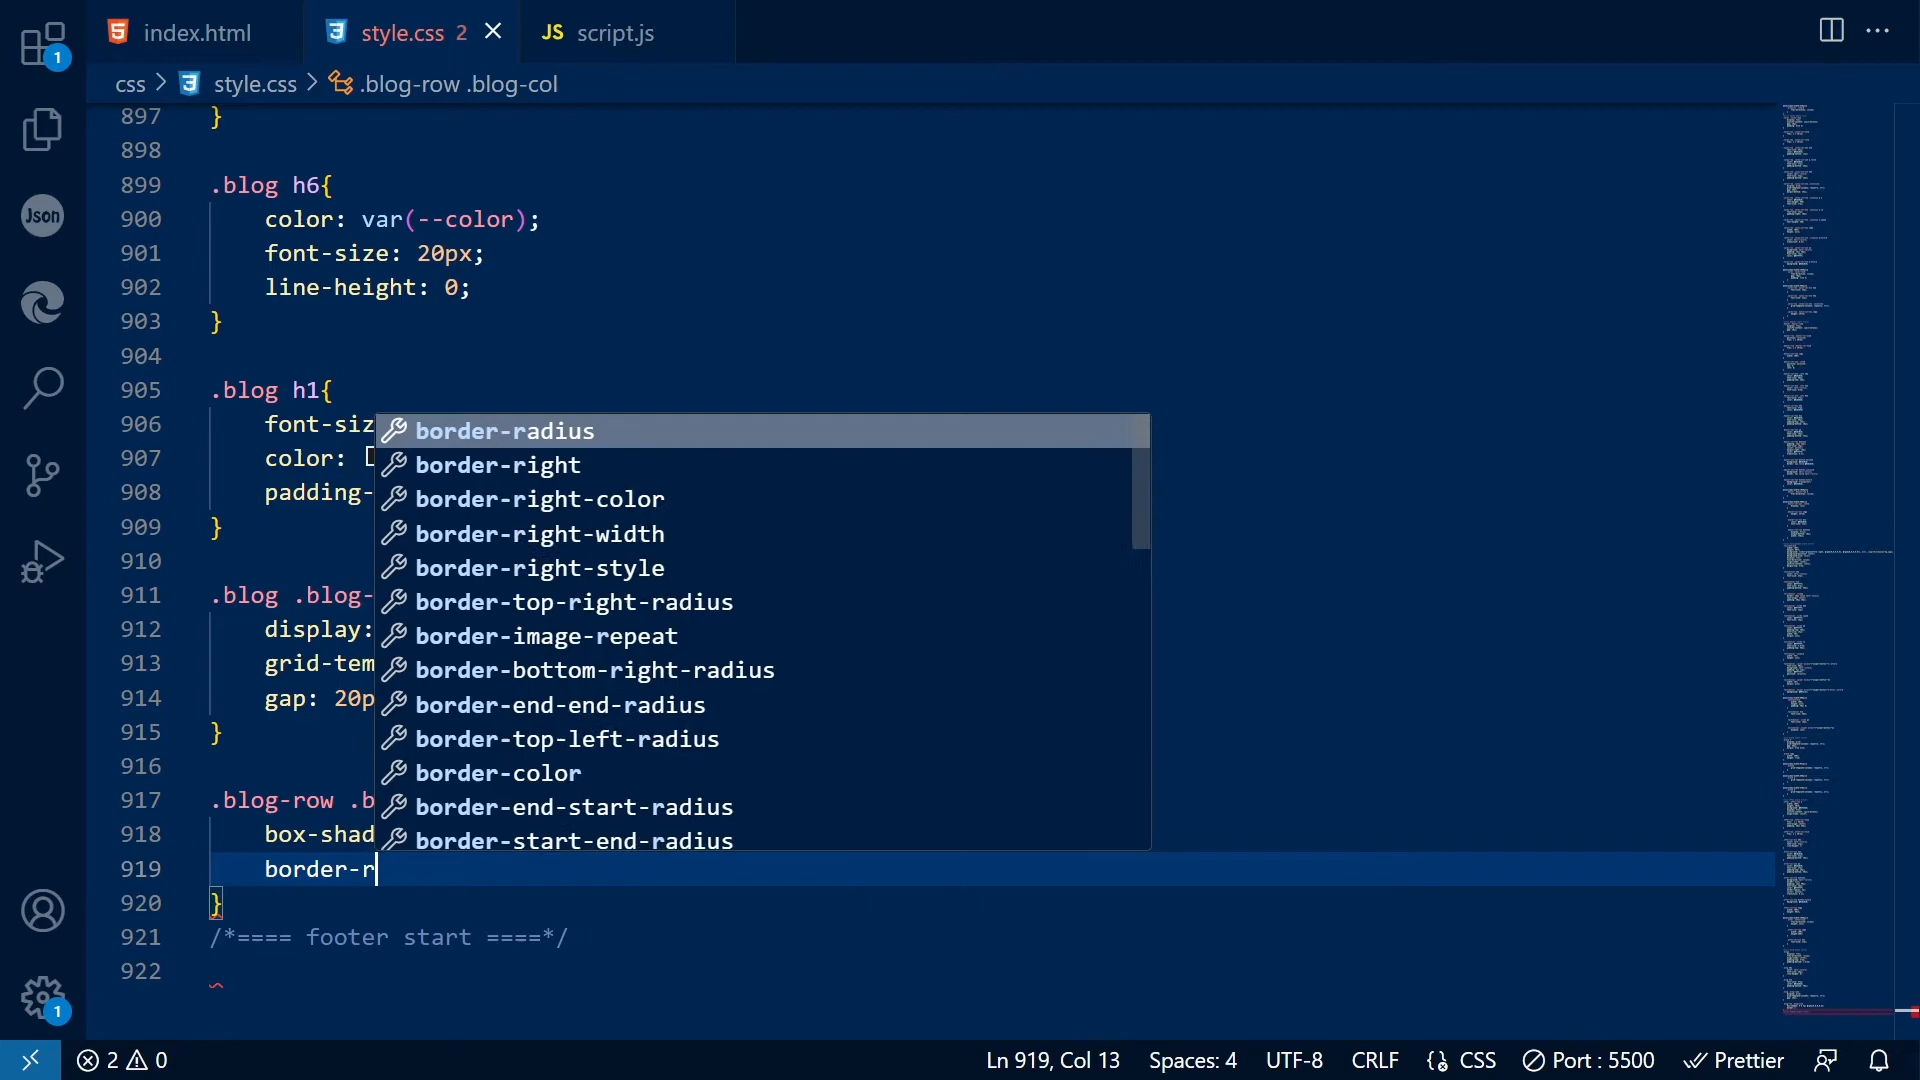 index.html
style.css 2
JS script.js
css > style.css > .blog-row .blog-col
897 }
898
899 .blog h6{
900 color: var(--color);
901 font-size: 20px;
902 line-height: 0;
903 }
904
905 .blog h1{
906 font-siz
907 color:
908 padding-
909 }
910
911 .blog .blog-
912 display:
913 grid-tem
914 gap: 20p
915 }
916
917 .blog-row .b
918 box-shad
919 border-r
920 }
921 /*==== footer start ====*/
922
border-radius
border-right
border-right-color
border-right-width
border-right-style
border-top-right-radius
border-image-repeat
border-bottom-right-radius
border-end-end-radius
border-top-left-radius
border-color
border-end-start-radius
border-start-end-radius
1
Json
1
2 0
Ln 919, Col 13
Spaces: 4
UTF-8
CRLF
CSS
Port : 5500
Prettier